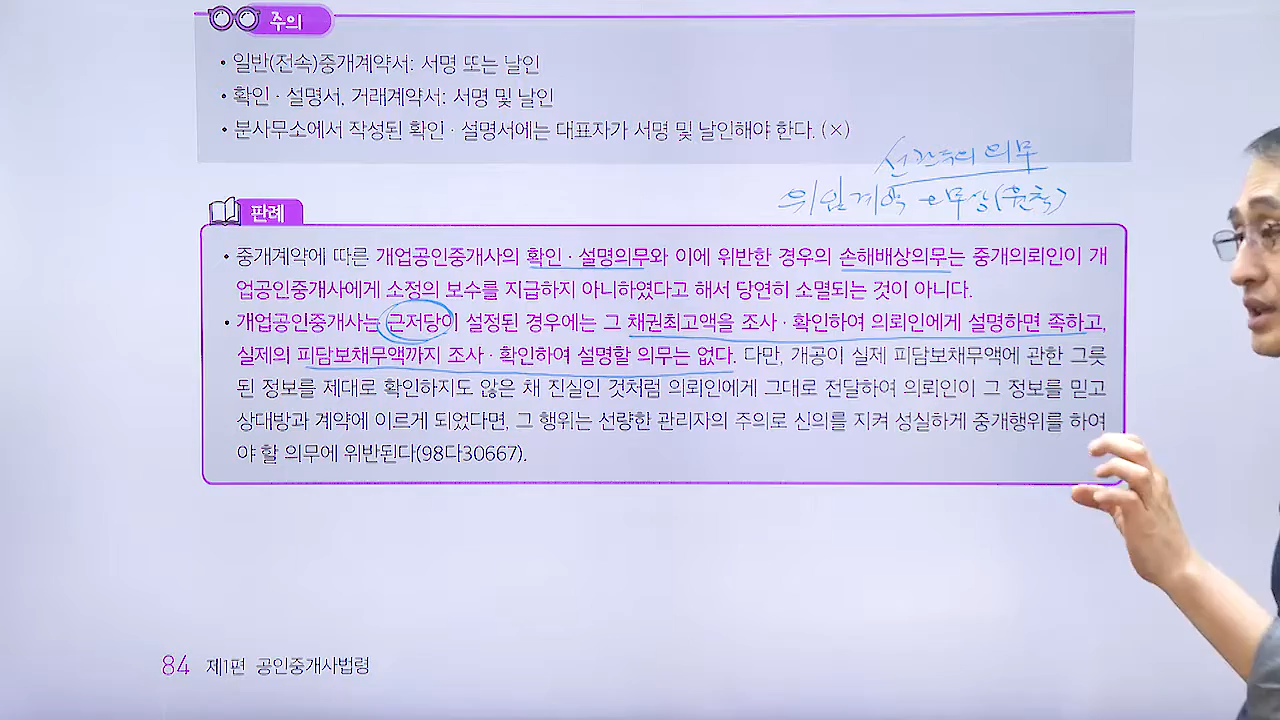 주의
• 일반(전속)중개계약서: 서명 또는 날인
• 확인·설명서, 거래계약서: 서명 및 날인
• 분사무소에서 작성된 확인·설명서에는 대표자가 서명 및 날인해야 한다. (×)
선관주의 의무
위임계약 무상(원칙)
판례
• 중개계약에 따른 개업공인중개사의 확인·설명의무와 이에 위반한 경우의 손해배상의무는 중개의뢰인이 개
업공인중개사에게 소정의 보수를 지급하지 아니하였다고 해서 당연히 소멸되는 것이 아니다.
• 개업공인중개사는 근저당이 설정된 경우에는 그 채권최고액을 조사·확인하여 의뢰인에게 설명하면 족하고,
실제의 피담보채무액까지 조사·확인하여 설명할 의무는 없다. 다만, 개공이 실제 피담보채무액에 관한 그릇
된 정보를 제대로 확인하지도 않은 채 진실인 것처럼 의뢰인에게 그대로 전달하여 의뢰인이 그 정보를 믿고
상대방과 계약에 이르게 되었다면, 그 행위는 선량한 관리자의 주의로 신의를 지켜 성실하게 중개행위를 하여
야 할 의무에 위반된다(98다30667).
84 제1편 공인중개사법령